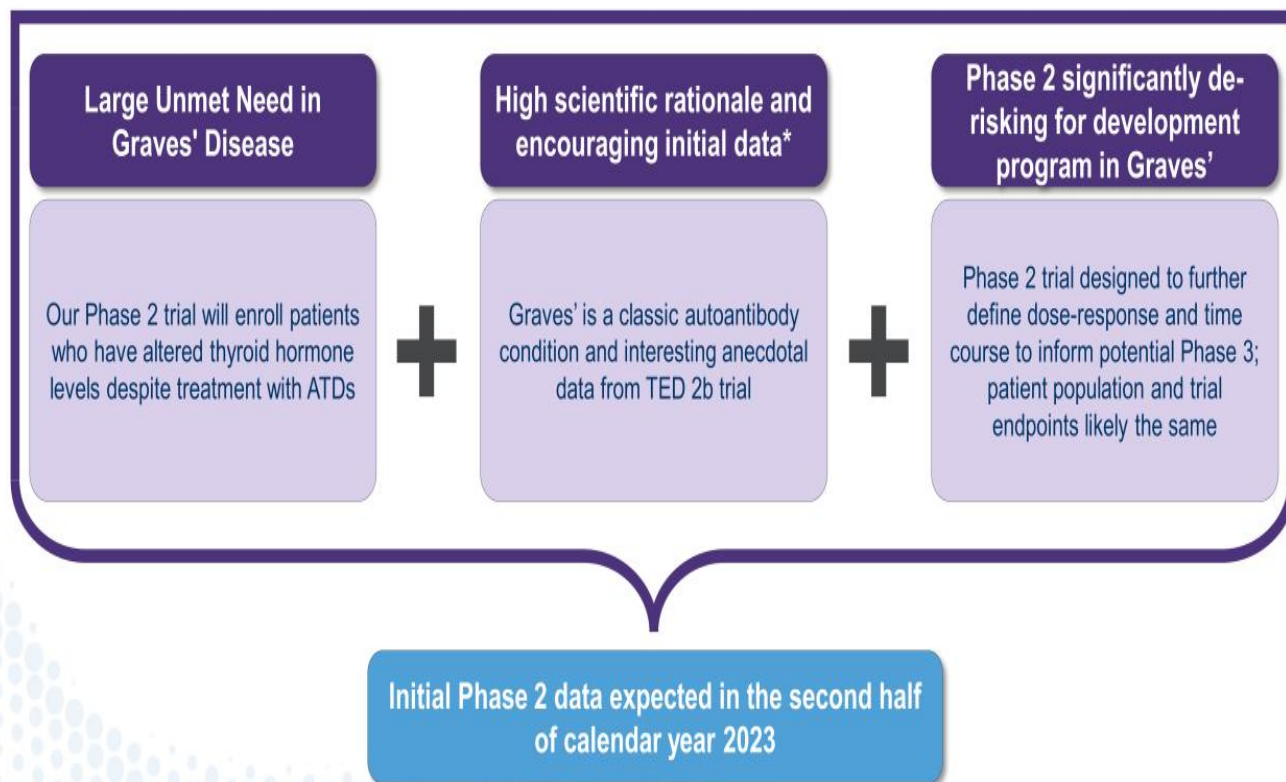 Large Unmet Need in
Graves' Disease
Our Phase 2 trial will enroll patients
who have altered thyroid hormone
levels despite treatment with ATDs
High scientific rationale and
encouraging initial data*
Graves’ is a classic autoantibody
condition and interesting anecdotal
data from TED 2b trial
Phase 2 significantly de-
risking for development
program in Graves’
Phase 2 trial designed to further
define dose-response and time
course to inform potential Phase 3;
patient population and trial
endpoints likely the same
Initial Phase 2 data expected in the second half
of calendar year 2023